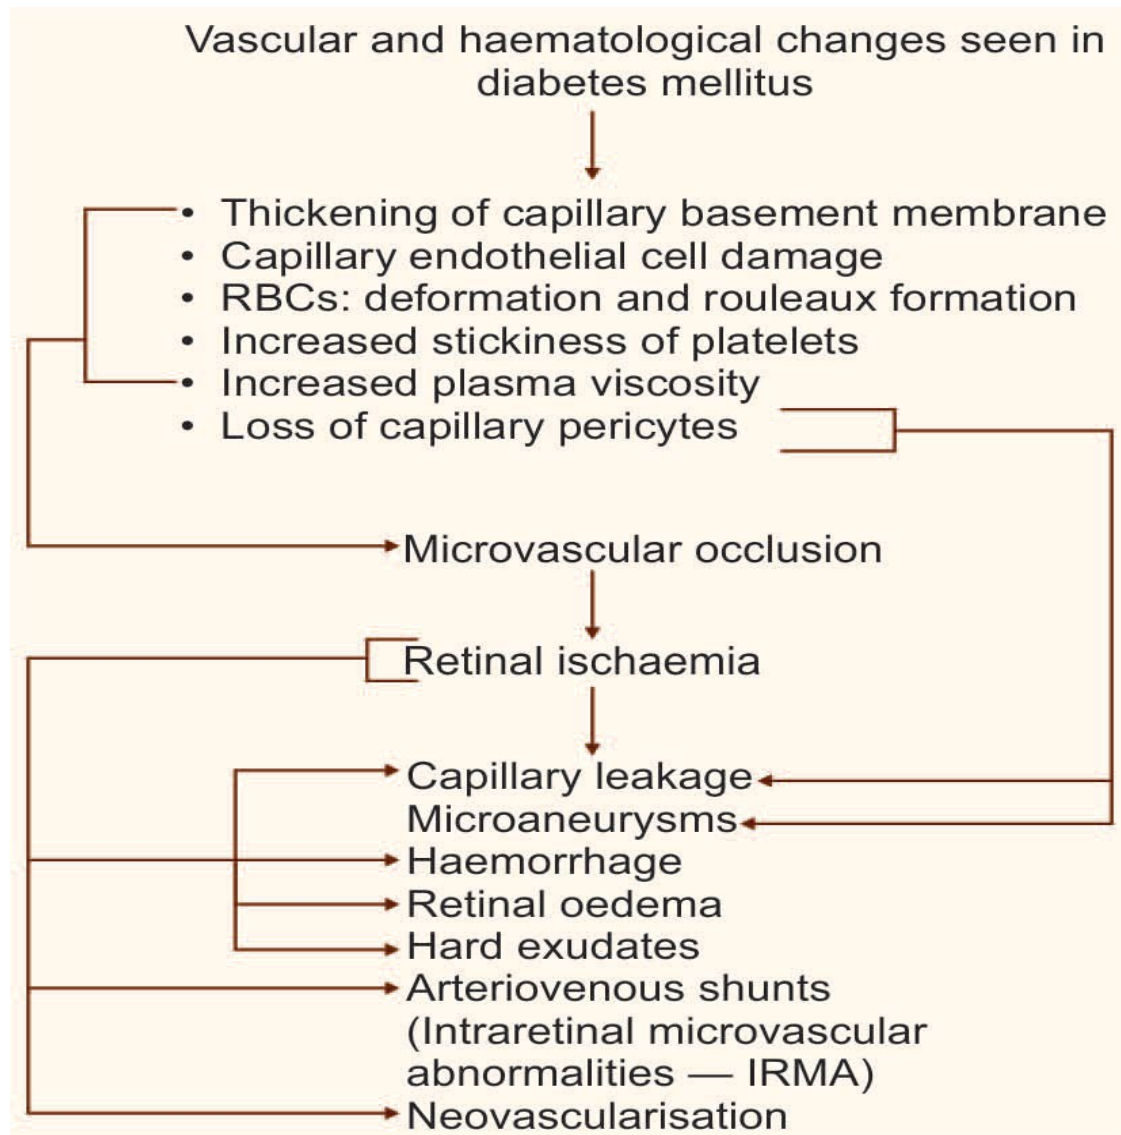 Vascular and haematological changes seen in
diabetes mellitus
• Thickening of capillary basement membrane
• Capillary endothelial cell damage
• RBCs: deformation and rouleaux formation
• Increased stickiness of platelets
• Increased plasma viscosity
• Loss of capillary pericytes
Microvascular occlusion
Retinal ischaemia
Capillary leakage
Microaneurysms
Haemorrhage
Retinal oedema
Hard exudates
Arteriovenous shunts
(Intraretinal microvascular
abnormalities — IRMA)
Neovascularisation